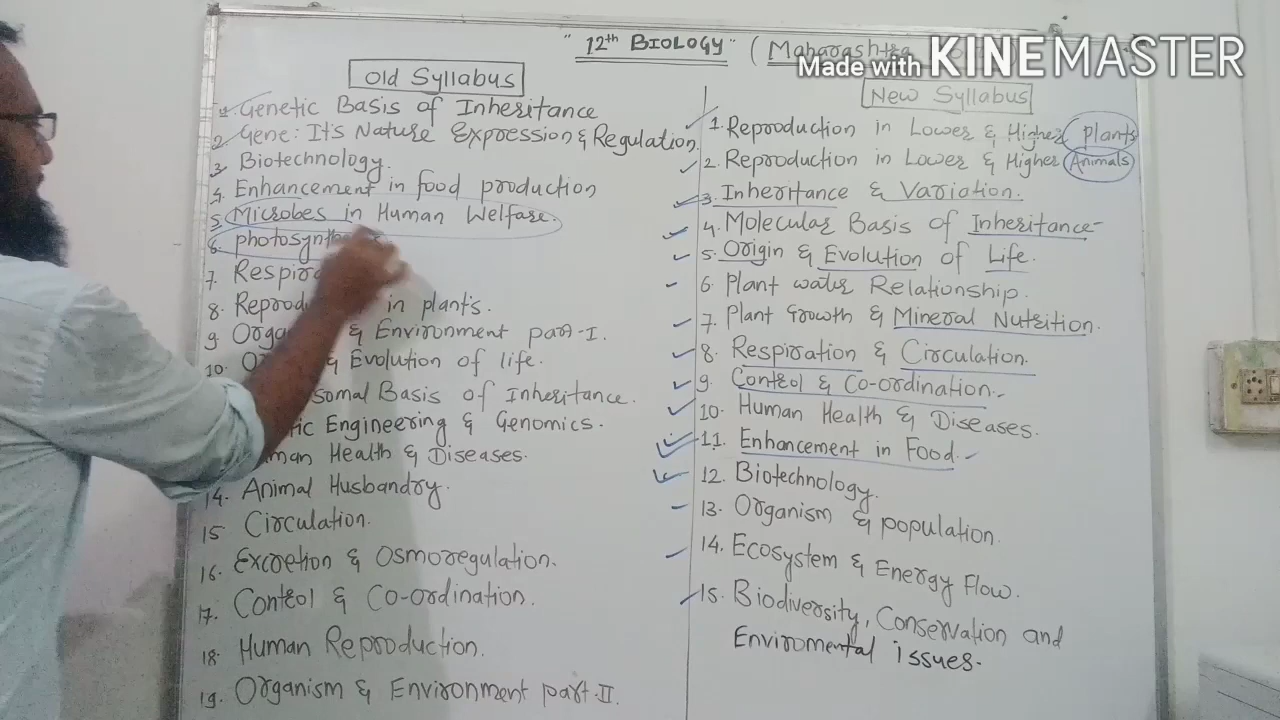 " 12th BIOLOGY " ( Maharashtra
Made with KINEMASTER
Old Syllabus
1. Genetic Basis of Inheritance
2. Gene: It's Nature Expression & Regulation.
3. Biotechnology.
4. Enhancement in food production
5. Microbes in Human Welfare.
6. photosynthesis
7.
8. in plants.
9. & Environment part-I.
10. & Evolution of life.
Basis of Inheritance.
Engineering & Genomics.
Health & Diseases.
14. Animal Husbandry.
15 Circulation.
16. Excretion & Osmoregulation.
17. Control & Co-ordination.
18 Human Reproduction.
19. Organism & Environment part-II.
New Syllabus
1. Reproduction in Lower & Higher plants
2. Reproduction in Lower & Higher Animals
3. Inheritance & Variation.
4. Molecular Basis of Inheritance-
5. Origin & Evolution of Life.
6. Plant water Relationship.
7. Plant Growth & Mineral Nutrition.
8. Respiration & Circulation.
9. Control & Co-ordination.
10. Human Health & Diseases.
11. Enhancement in Food.
12. Biotechnology.
13. Organism & population.
14. Ecosystem & Energy Flow.
15. Biodiversity, Conservation and
Enviromental issues.